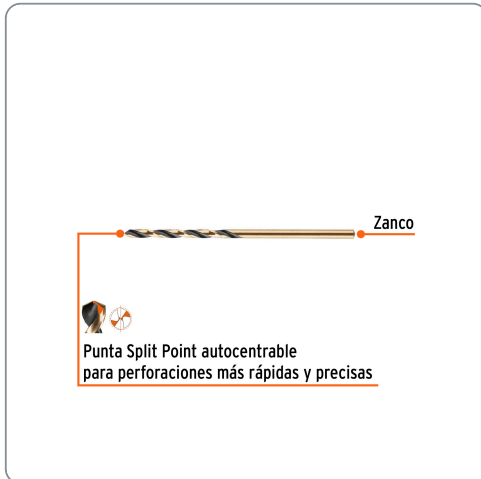 Zanco
Punta Split Point autocentrable
para perforaciones más rápidas y precisas